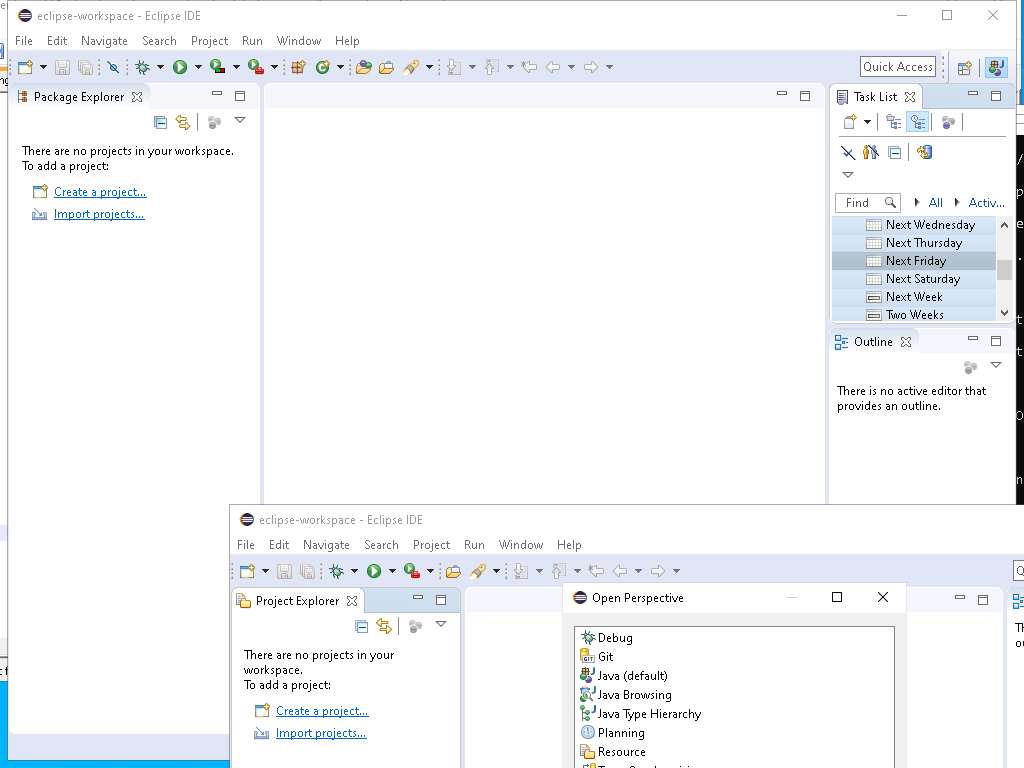 eclipse-workspace - Eclipse IDE
File Edit Navigate Search Project Run Window Help
Quick Access
Package Explorer
There are no projects in your workspace.
To add a project:
Create a project...
Import projects...
Task List
Find All Activ...
Next Wednesday
Next Thursday
Next Friday
Next Saturday
Next Week
Two Weeks
Outline
There is no active editor that
provides an outline.
eclipse-workspace - Eclipse IDE
File Edit Navigate Search Project Run Window Help
Project Explorer
There are no projects in your
workspace.
To add a project:
Create a project...
Import projects...
Open Perspective
Debug
Git
Java (default)
Java Browsing
Java Type Hierarchy
Planning
Resource